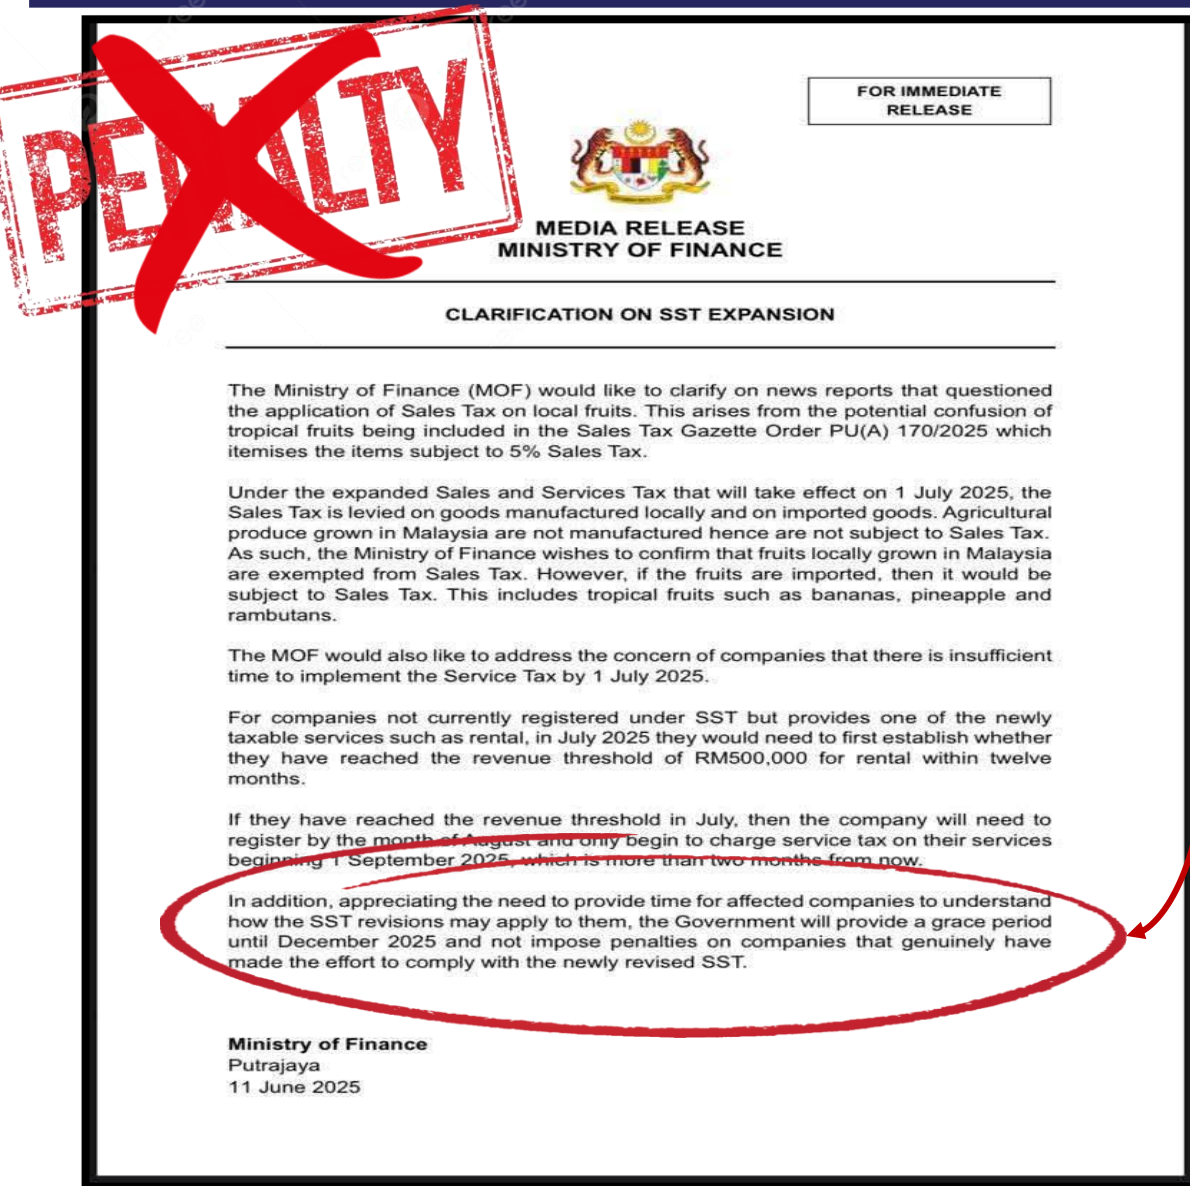 PENALTY
FOR IMMEDIATE
RELEASE
MEDIA RELEASE
MINISTRY OF FINANCE
CLARIFICATION ON SST EXPANSION
The Ministry of Finance (MOF) would like to clarify on news reports that questioned
the application of Sales Tax on local fruits. This arises from the potential confusion of
tropical fruits being included in the Sales Tax Gazette Order PU(A) 170/2025 which
itemises the items subject to 5% Sales Tax.
Under the expanded Sales and Services Tax that will take effect on 1 July 2025, the
Sales Tax is levied on goods manufactured locally and on imported goods. Agricultural
produce grown in Malaysia are not manufactured hence are not subject to Sales Tax.
As such, the Ministry of Finance wishes to confirm that fruits locally grown in Malaysia
are exempted from Sales Tax. However, if the fruits are imported, then it would be
subject to Sales Tax. This includes tropical fruits such as bananas, pineapple and
rambutans.
The MOF would also like to address the concern of companies that there is insufficient
time to implement the Service Tax by 1 July 2025.
For companies not currently registered under SST but provides one of the newly
taxable services such as rental, in July 2025 they would need to first establish whether
they have reached the revenue threshold of RM500,000 for rental within twelve
months.
If they have reached the revenue threshold in July, then the company will need to
register by the month of August and only begin to charge service tax on their services
beginning 1 September 2025, which is more than two months from now.
In addition, appreciating the need to provide time for affected companies to understand
how the SST revisions may apply to them, the Government will provide a grace period
until December 2025 and not impose penalties on companies that genuinely have
made the effort to comply with the newly revised SST.
Ministry of Finance
Putrajaya
11 June 2025